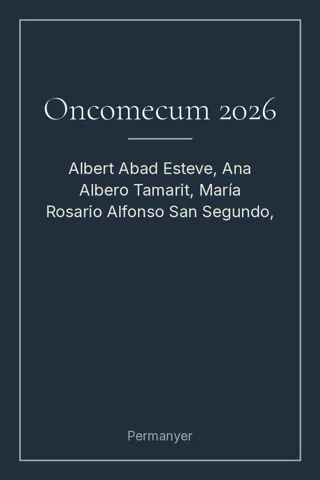 Oncomecum 2026
Albert Abad Esteve, Ana
Albero Tamarit, María
Rosario Alfonso San Segundo,
Permanyer